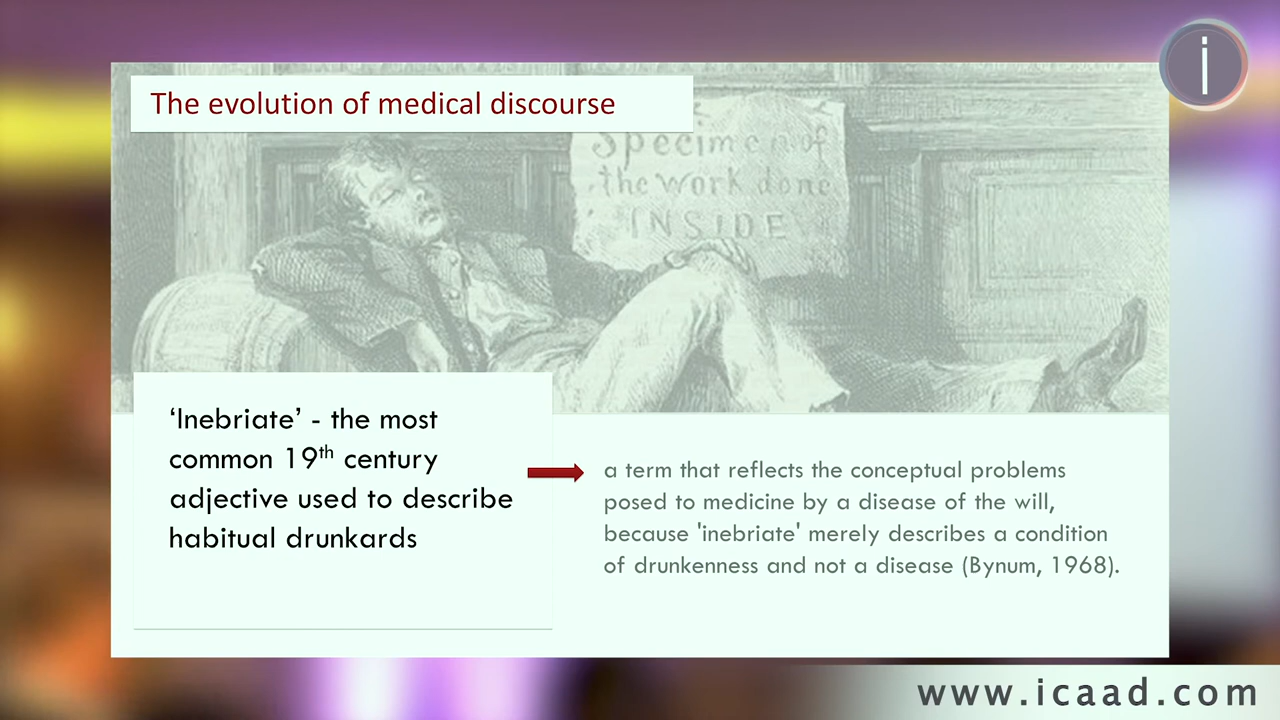 i
The evolution of medical discourse
Specimen of
the work done
INSIDE
‘Inebriate’ - the most
common 19th century
adjective used to describe
habitual drunkards
a term that reflects the conceptual problems
posed to medicine by a disease of the will,
because 'inebriate' merely describes a condition
of drunkenness and not a disease (Bynum, 1968).
www.icaad.com